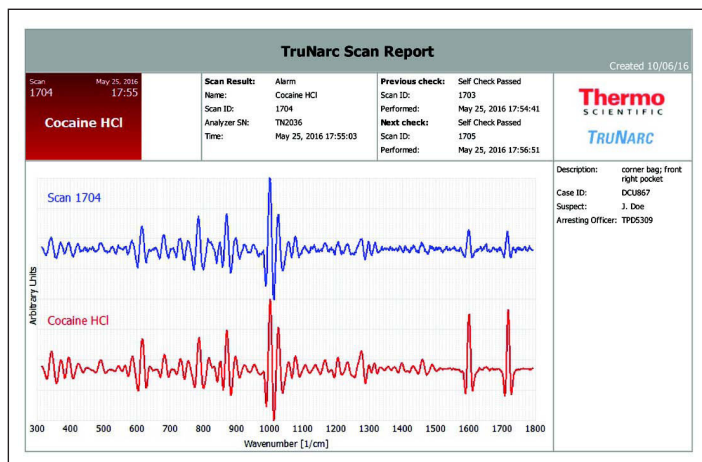 TruNarc Scan Report
Created 10/06/16
Scan May 25, 2016
1704 17:55
Cocaine HCl
Scan Result: Alarm
Name: Cocaine HCl
Scan ID: 1704
Analyzer SN: TN2036
Time: May 25, 2016 17:55:03
Previous check: Self Check Passed
Scan ID: 1703
Performed: May 25, 2016 17:54:41
Next check: Self Check Passed
Scan ID: 1705
Performed: May 25, 2016 17:56:51
Thermo
SCIENTIFIC
TRUNARC
Description: corner bag; front
right pocket
Case ID: DCU867
Suspect: J. Doe
Arresting Officer: TPD5309
Scan 1704
Cocaine HCl
Arbitrary Units
300 400 500 600 700 800 900 1000 1100 1200 1300 1400 1500 1600 1700 1800
Wavenumber [1/cm]